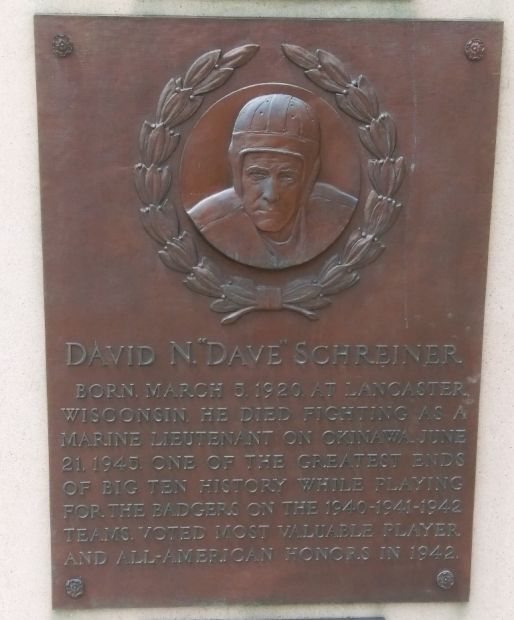 DAVID N. "DAVE" SCHREINER
BORN, MARCH 5, 1920, AT LANCASTER,
WISCONSIN. HE DIED FIGHTING AS A
MARINE LIEUTENANT ON OKINAWA, JUNE
21, 1945. ONE OF THE GREATEST ENDS
OF BIG TEN HISTORY WHILE PLAYING
FOR THE BADGERS ON THE 1940-1941-1942
TEAMS. VOTED MOST VALUABLE PLAYER
AND ALL-AMERICAN HONORS IN 1942.